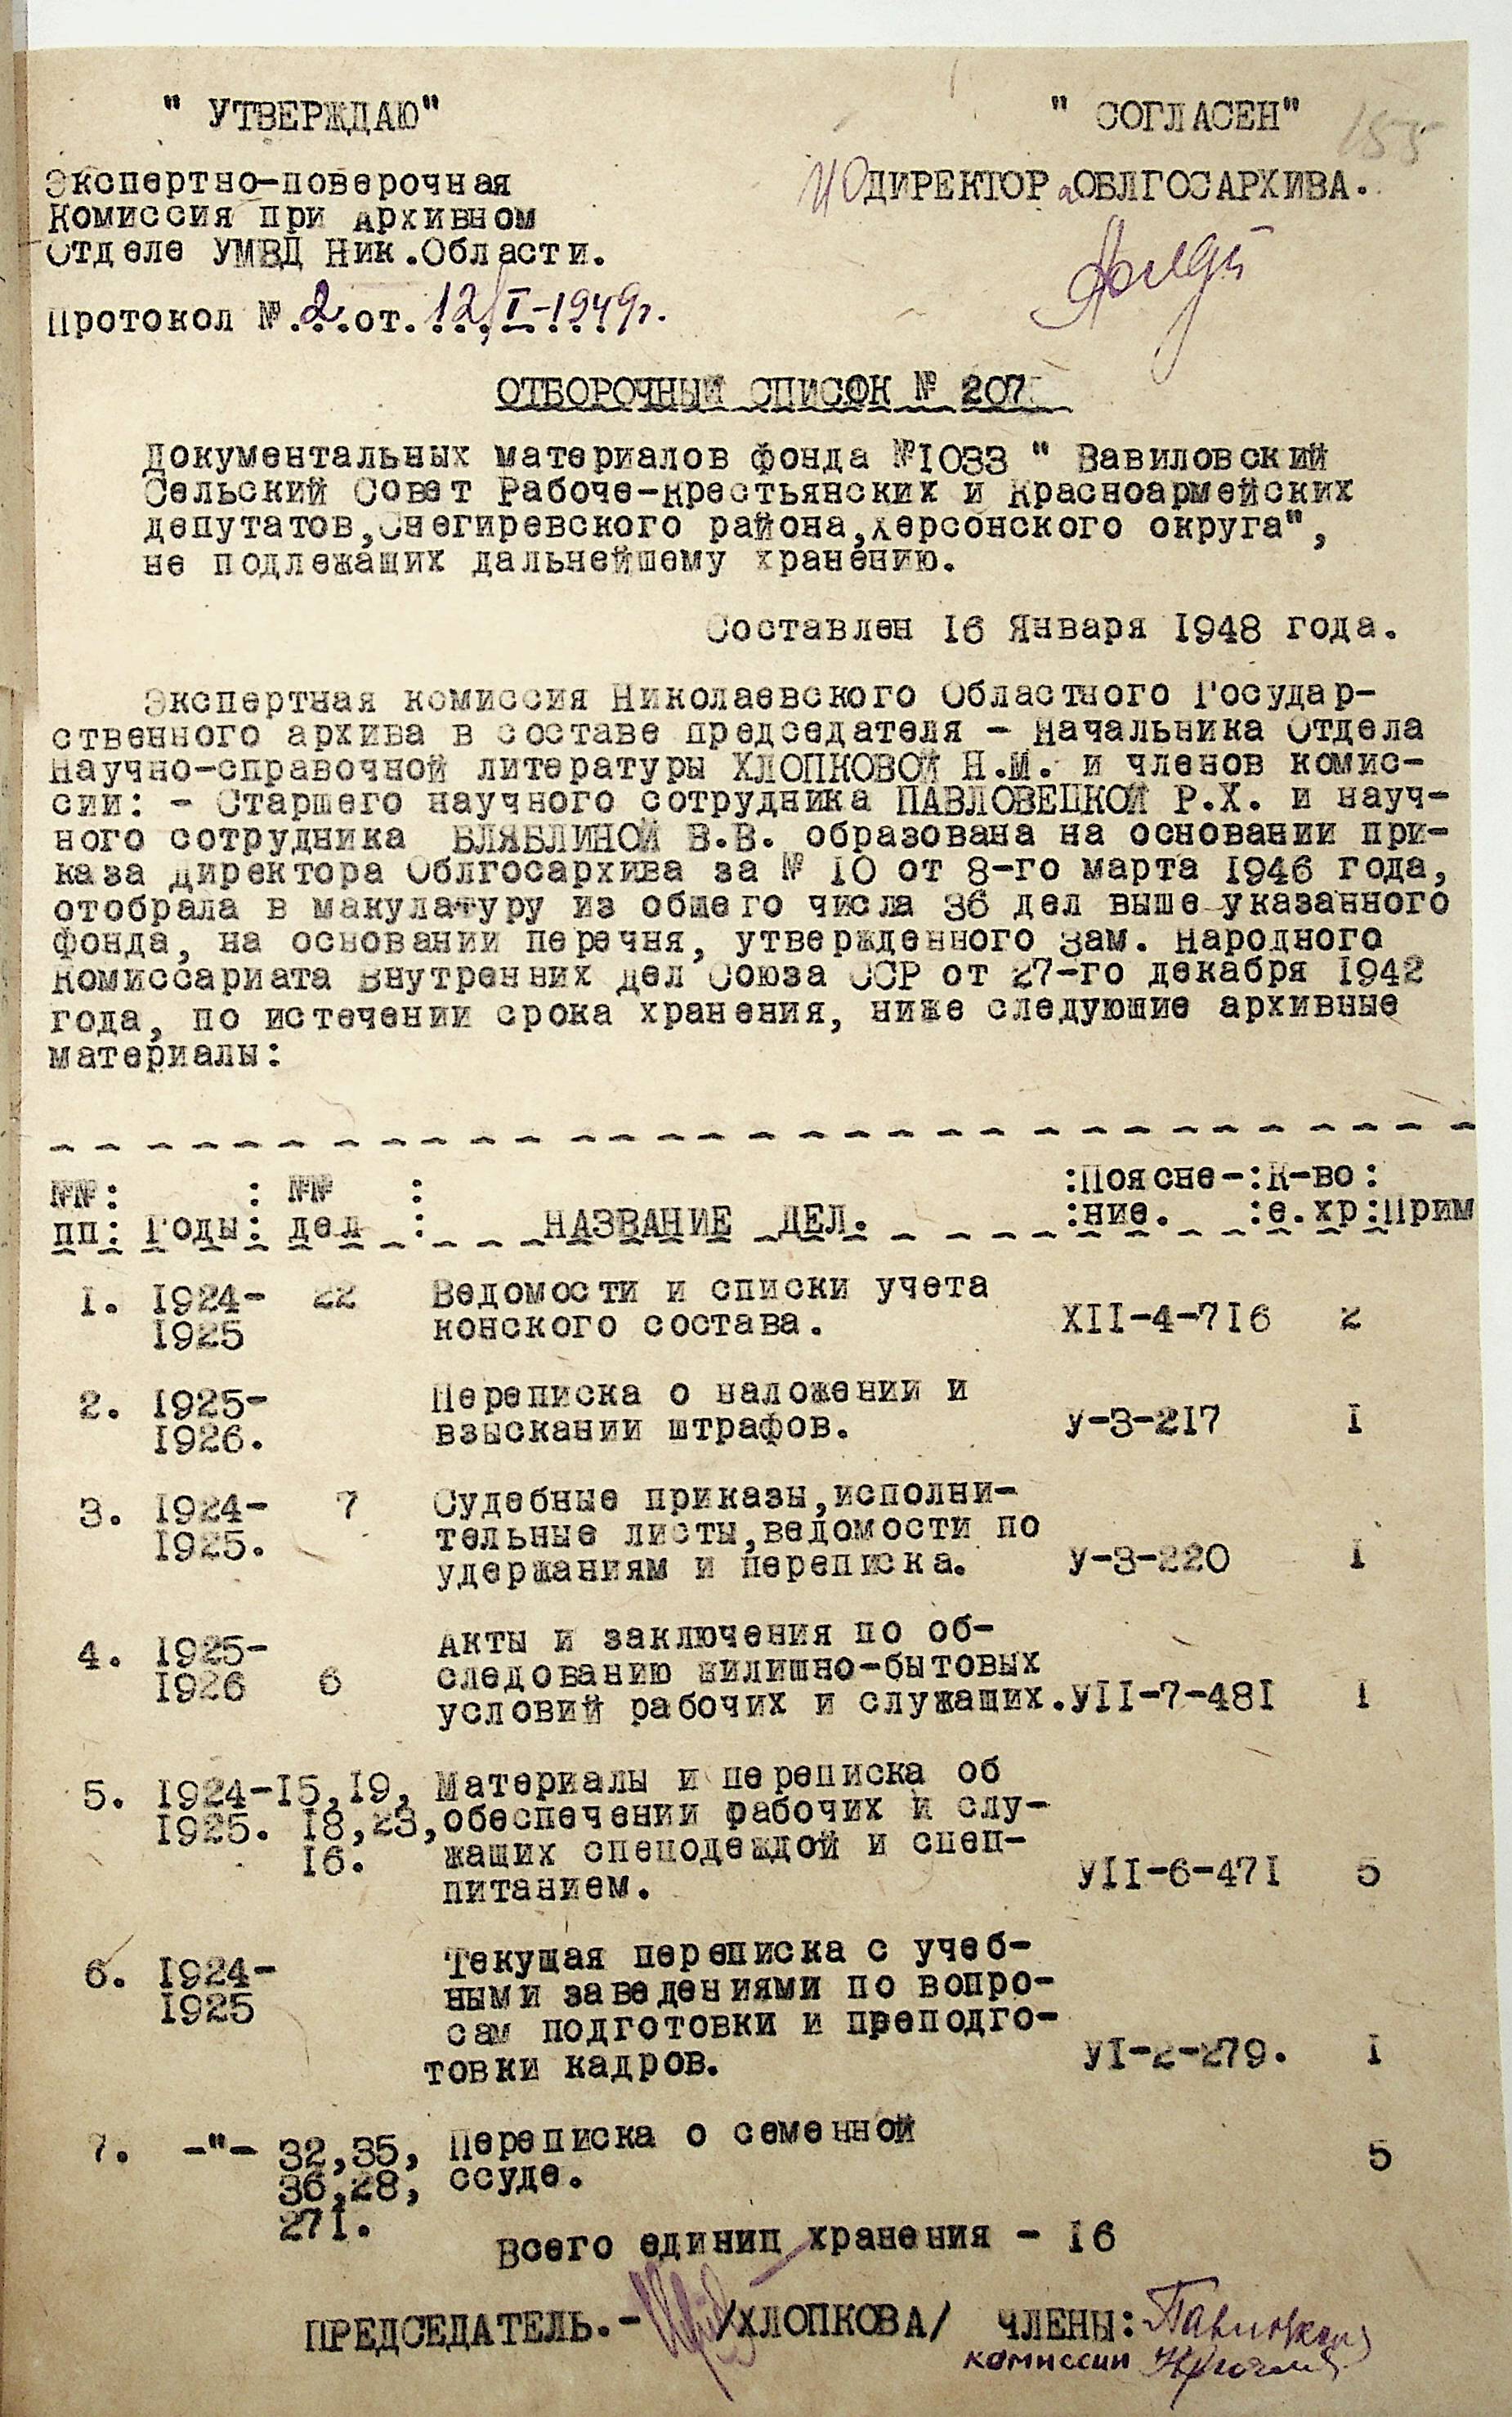 " УТВЕРЖДАЮ"
" СОГЛАСЕН"
155
Экспертно-поверочная
Комиссия при Архивном
Отделе УМВД Ник.Области.
ИО ДИРЕКТОРА ОБЛГОСАРХИВА.
Протокол №.2..от.12/I-1949г.
ОТБОРОЧНЫЙ СПИСОК № 207
Документальных материалов фонда №1033 " Вавиловский
Сельский Совет Рабоче-Крестьянских и Красноармейских
депутатов,Снегиревского района,Херсонского округа",
не подлежащих дальнейшему хранению.
Составлен 16 Января 1948 года.
Экспертная комиссия Николаевского Областного Государ-
ственного архива в составе председателя - Начальника Отдела
Научно-справочной литературы ХЛОПКОВОЙ Н.М. и членов комис-
сии: - Старшего научного сотрудника ПАВЛОВЕЦКОЙ Р.Х. и науч-
ного сотрудника БЛЯБЛИНОЙ В.В. образована на основании при-
каза директора Облгосархива за № 10 от 8-го марта 1946 года,
отобрала в макулатуру из общего числа 36 дел выше-указанного
фонда, на основании перечня, утвержденного Зам. Народного
Комиссариата Внутренних Дел Союза ССР от 27-го декабря 1942
года, по истечении срока хранения, ниже следующие архивные
материалы:
№№: : №№ : :Поясне-:К-во:
пп: Годы: дел : НАЗВАНИЕ ДЕЛ. :ние. :е.хр:Прим
1. 1924- 22 Ведомости и списки учета
1925 конского состава. XII-4-716 2
2. 1925- Переписка о наложении и
1926. взыскании штрафов. У-3-217 1
3. 1924- 7 Судебные приказы,исполни-
1925. тельные листы,ведомости по
удержаниям и переписка. У-3-220 1
4. 1925- Акты и заключения по об-
1926 6 следованию жилищно-бытовых
условий рабочих и служащих.УII-7-481 1
5. 1924-15,19, Материалы и переписка об
1925. 18,23,обеспечении рабочих и слу-
16. жащих спецодеждой и спец-
питанием. УII-6-471 5
6. 1924- Текущая переписка с учеб-
1925 ными заведениями по вопро-
сам подготовки и преподго-
товки кадров. УI-2-279. 1
7. -"- 32,35, Переписка о семенной
36,28, ссуде. 5
271.
Всего единиц хранения - 16
ПРЕДСЕДАТЕЛЬ.- /ХЛОПКОВА/ ЧЛЕНЫ:
комиссии